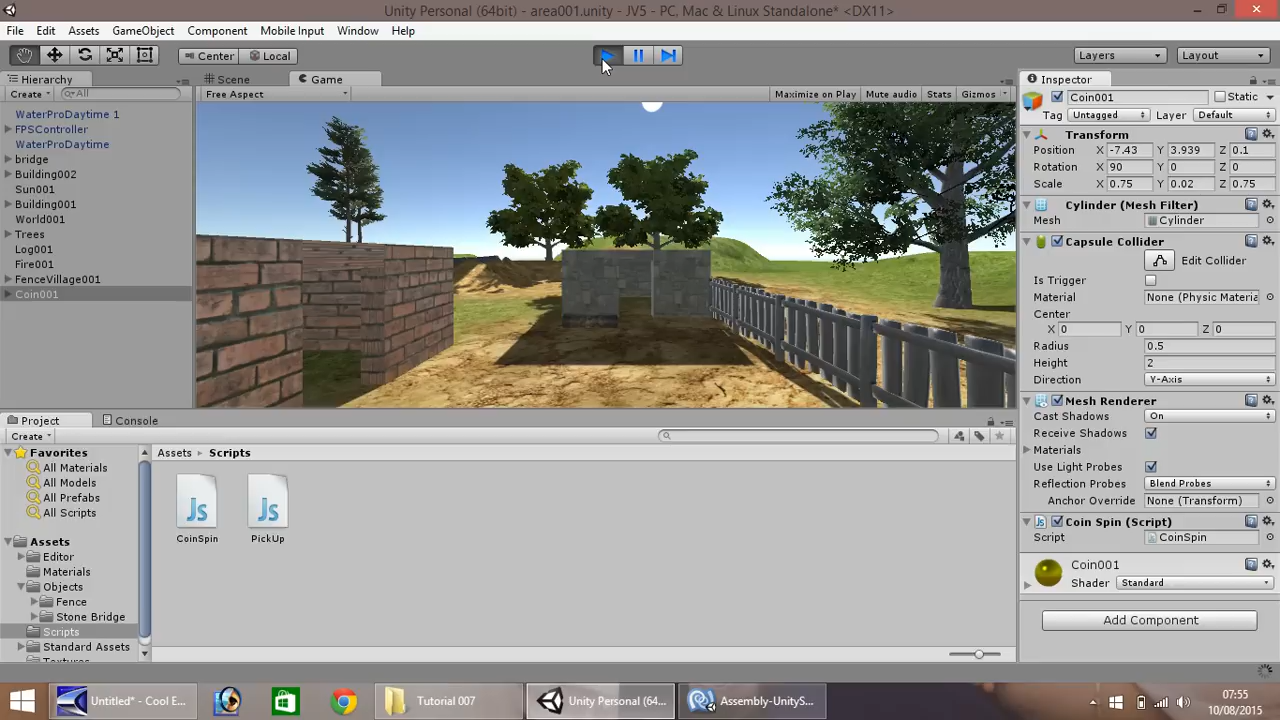 Unity Personal (64bit) - area001.unity - JV5 - PC, Mac & Linux Standalone* <DX11>
File Edit Assets GameObject Component Mobile Input Window Help
Center Local Layers Layout
Hierarchy
Create All
WaterProDaytime 1
FPSController
WaterProDaytime
bridge
Building002
Sun001
Building001
World001
Trees
Log001
Fire001
FenceVillage001
Coin001
Scene Game
Free Aspect Maximize on Play Mute audio Stats Gizmos
Inspector
Coin001 Static
Tag Untagged Layer Default
Transform
Position X -7.43 Y 3.939 Z 0.1
Rotation X 90 Y 0 Z 0
Scale X 0.75 Y 0.02 Z 0.75
Cylinder (Mesh Filter)
Mesh Cylinder
Capsule Collider
Edit Collider
Is Trigger
Material None (Physic Materia
Center
X 0 Y 0 Z 0
Radius 0.5
Height 2
Direction Y-Axis
Mesh Renderer
Cast Shadows On
Receive Shadows
Materials
Use Light Probes
Reflection Probes Blend Probes
Anchor Override None (Transform)
Coin Spin (Script)
Script CoinSpin
Coin001
Shader Standard
Add Component
Project Console
Create
Favorites
All Materials
All Models
All Prefabs
All Scripts
Assets
Editor
Materials
Objects
Fence
Stone Bridge
Scripts
Standard Assets
Textures
Assets Scripts
Js Js
CoinSpin PickUp
Untitled* - Cool E...
Tutorial 007
Unity Personal (64...
Assembly-UnityS...
07:55
10/08/2015